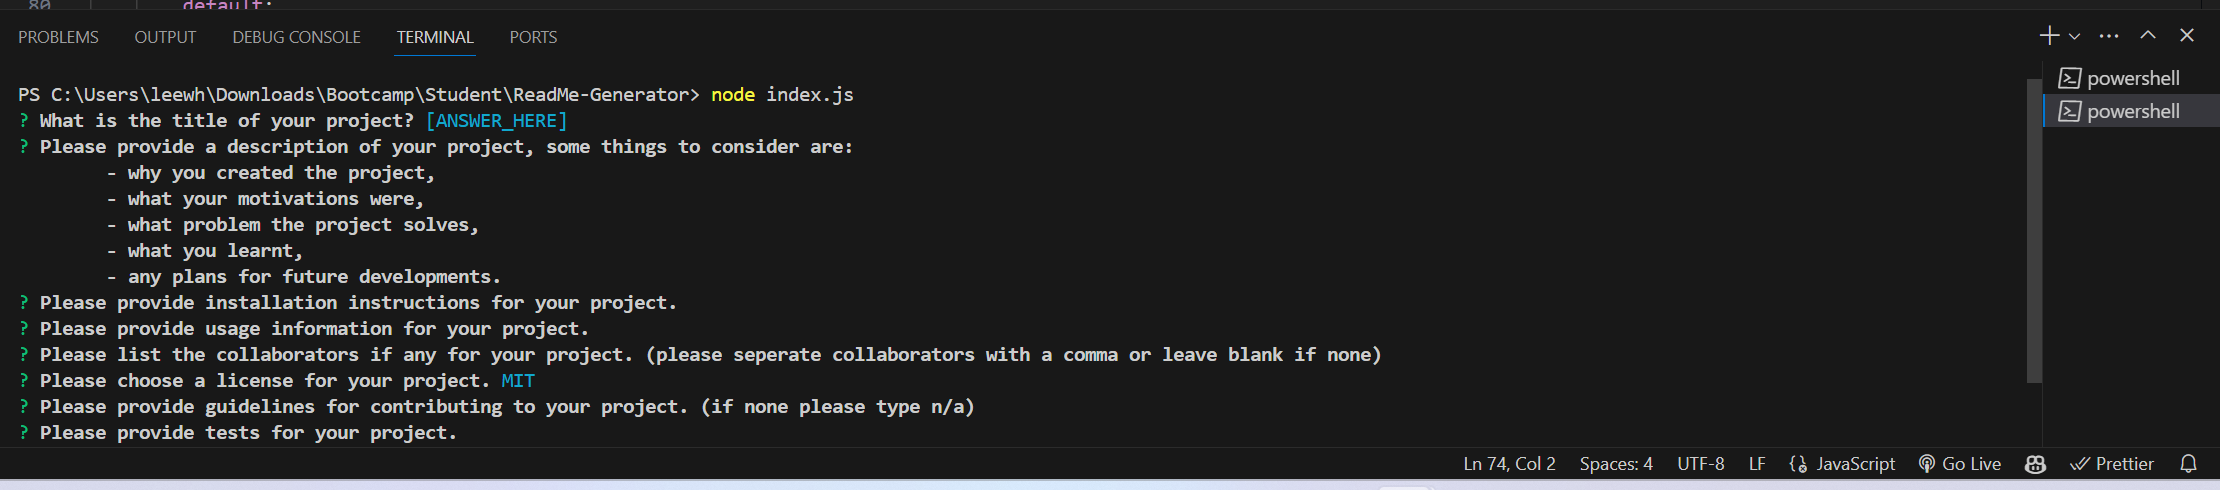 80 default:
PROBLEMS OUTPUT DEBUG CONSOLE TERMINAL PORTS
PS C:\Users\leewh\Downloads\Bootcamp\Student\ReadMe-Generator> node index.js
? What is the title of your project? [ANSWER_HERE]
? Please provide a description of your project, some things to consider are:
- why you created the project,
- what your motivations were,
- what problem the project solves,
- what you learnt,
- any plans for future developments.
? Please provide installation instructions for your project.
? Please provide usage information for your project.
? Please list the collaborators if any for your project. (please seperate collaborators with a comma or leave blank if none)
? Please choose a license for your project. MIT
? Please provide guidelines for contributing to your project. (if none please type n/a)
? Please provide tests for your project.
powershell
powershell
Ln 74, Col 2 Spaces: 4 UTF-8 LF JavaScript Go Live Prettier